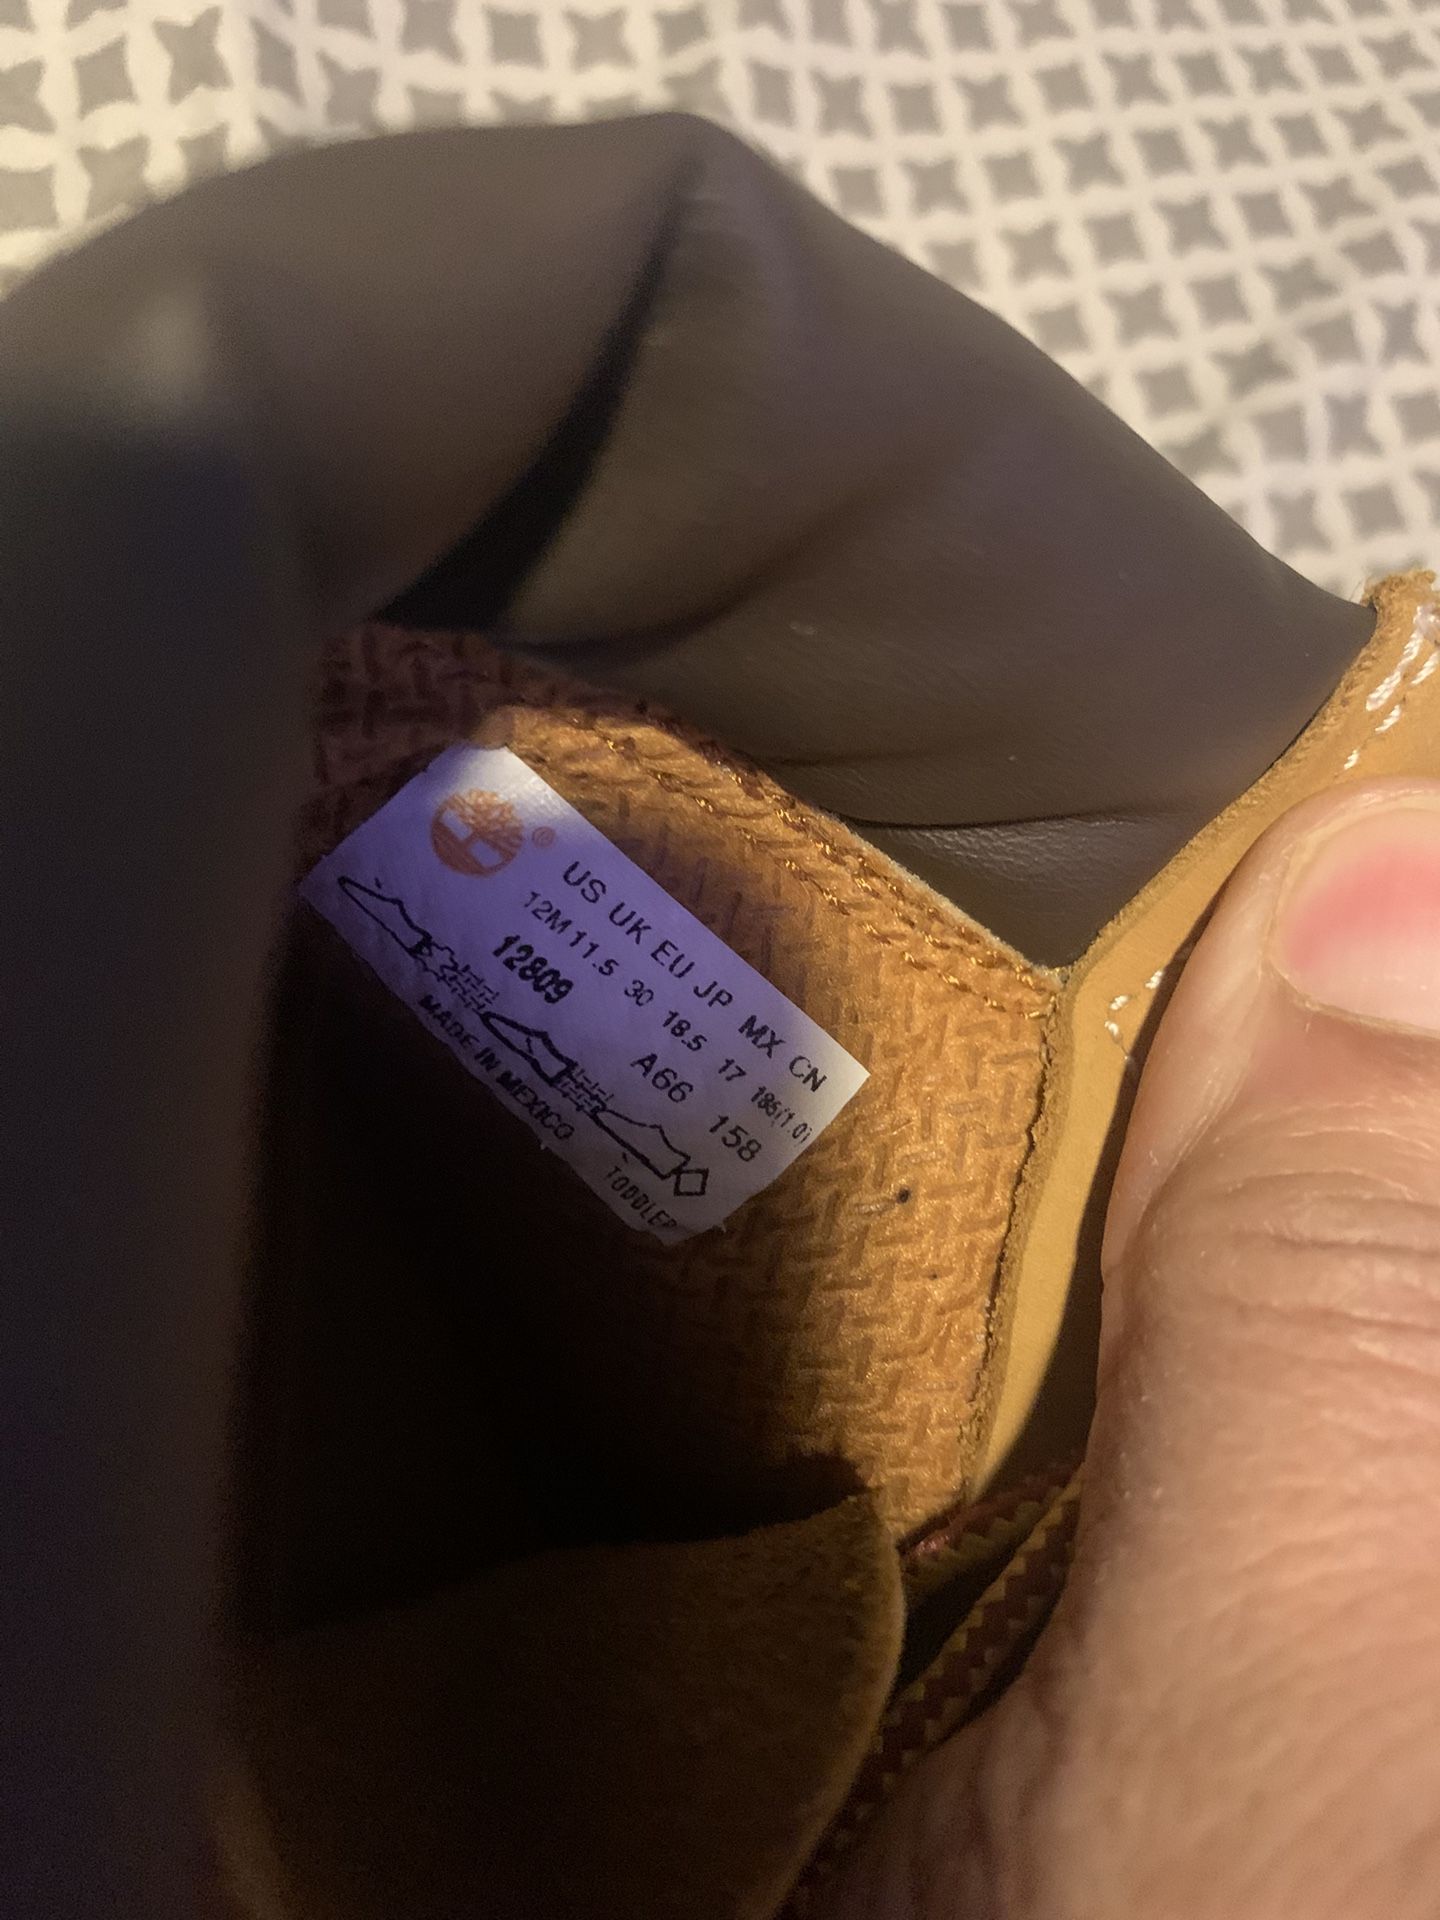 ®
US UK EU JP MX CN
12M 11.5 30 18.5 17 185(1.0)
12809 A66 158
MADE IN MEXICO TODDLER